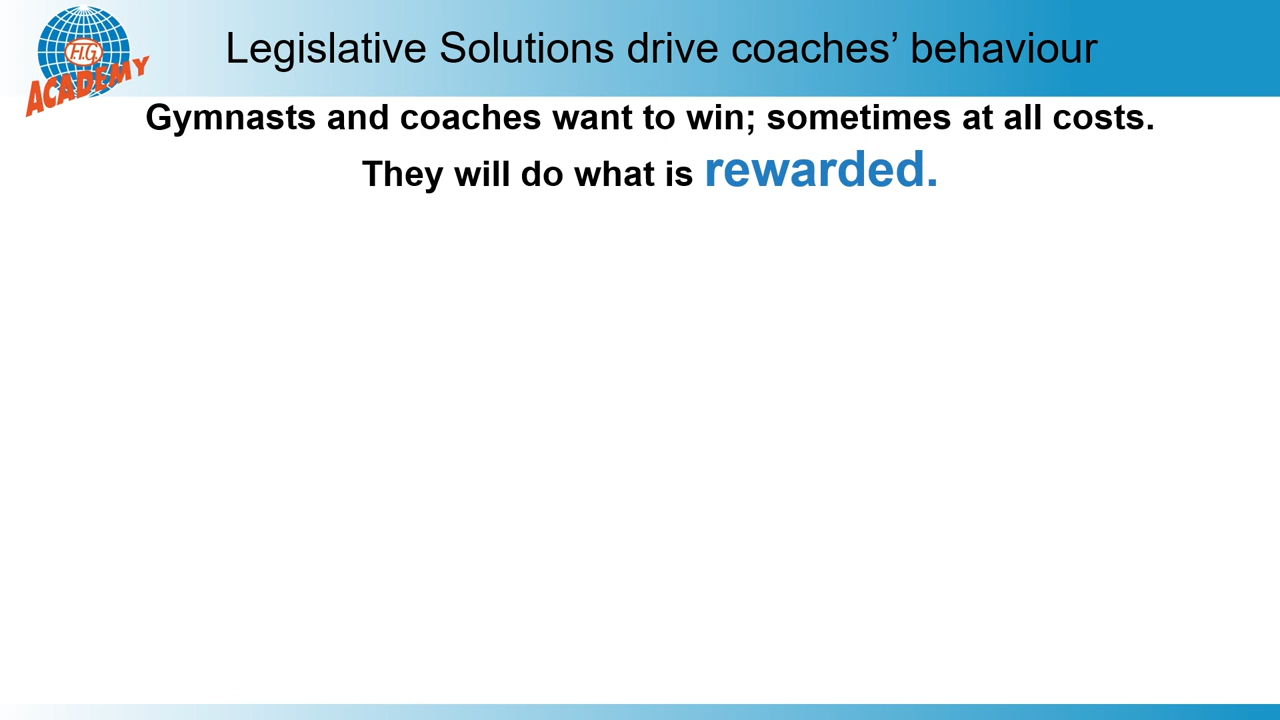 F.I.G.
ACADEMY
Legislative Solutions drive coaches’ behaviour
Gymnasts and coaches want to win; sometimes at all costs.
They will do what is rewarded.